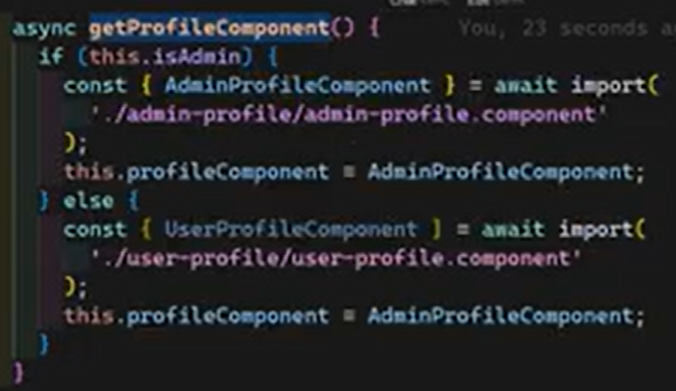 async getProfileComponent() { You, 23 seconds a
if (this.isAdmin) {
const { AdminProfileComponent } = await import(
'./admin-profile/admin-profile.component'
);
this.profileComponent = AdminProfileComponent;
} else {
const { UserProfileComponent } = await import(
'./user-profile/user-profile.component'
);
this.profileComponent = AdminProfileComponent;
}
}